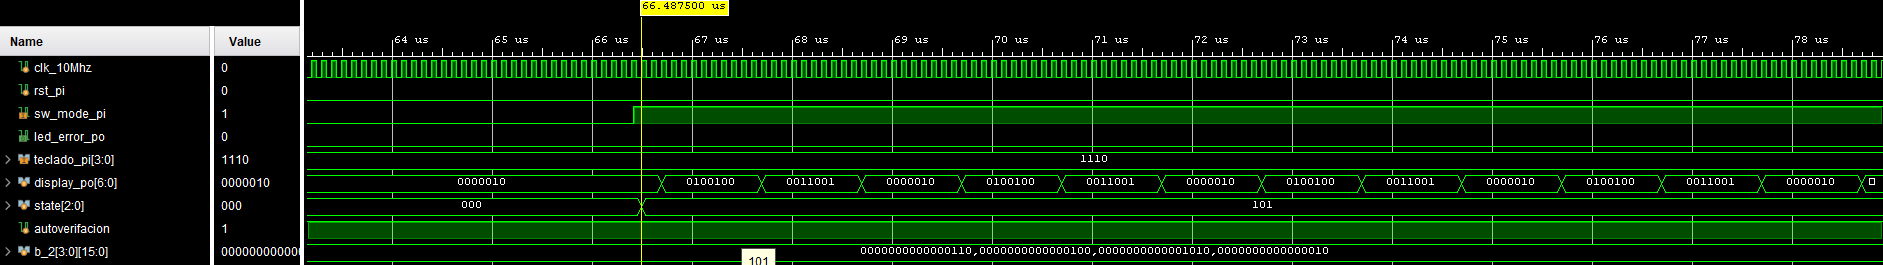 66.487500 us
Name Value
64 us 65 us 66 us 67 us 68 us 69 us 70 us 71 us 72 us 73 us 74 us 75 us 76 us 77 us 78 us
clk_10Mhz 0
rst_pi 0
sw_mode_pi 1
led_error_po 0
teclado_pi[3:0] 1110 1110
display_po[6:0] 0000010 0000010 0100100 0011001 0000010 0100100 0011001 0000010 0100100 0011001 0000010 0100100 0011001 0000010
state[2:0] 000 000 101
autoverifacion 1
b_2[3:0][15:0] 000000000000 0000000000000110,0000000000000100,0000000000001010,0000000000000010
101